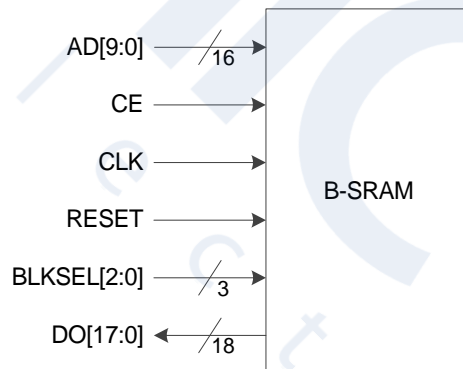 AD[9:0] 16
CE
CLK
B-SRAM
RESET
BLKSEL[2:0] 3
DO[17:0] 18